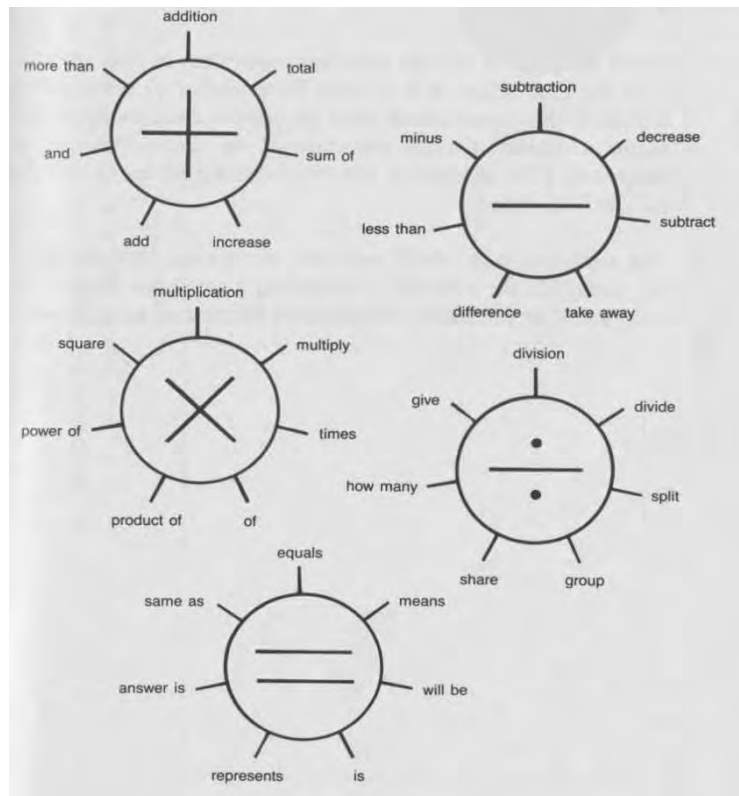 addition
more than
total
and
sum of
add
increase
subtraction
minus
decrease
less than
subtract
difference
take away
multiplication
square
multiply
power of
times
product of
of
division
give
divide
how many
split
share
group
equals
same as
means
answer is
will be
represents
is